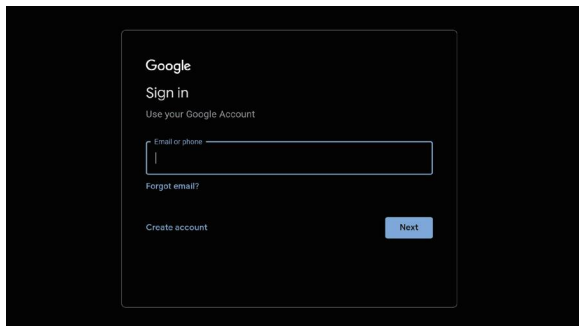 Google
Sign in
Use your Google Account
Email or phone
Forgot email?
Create account
Next